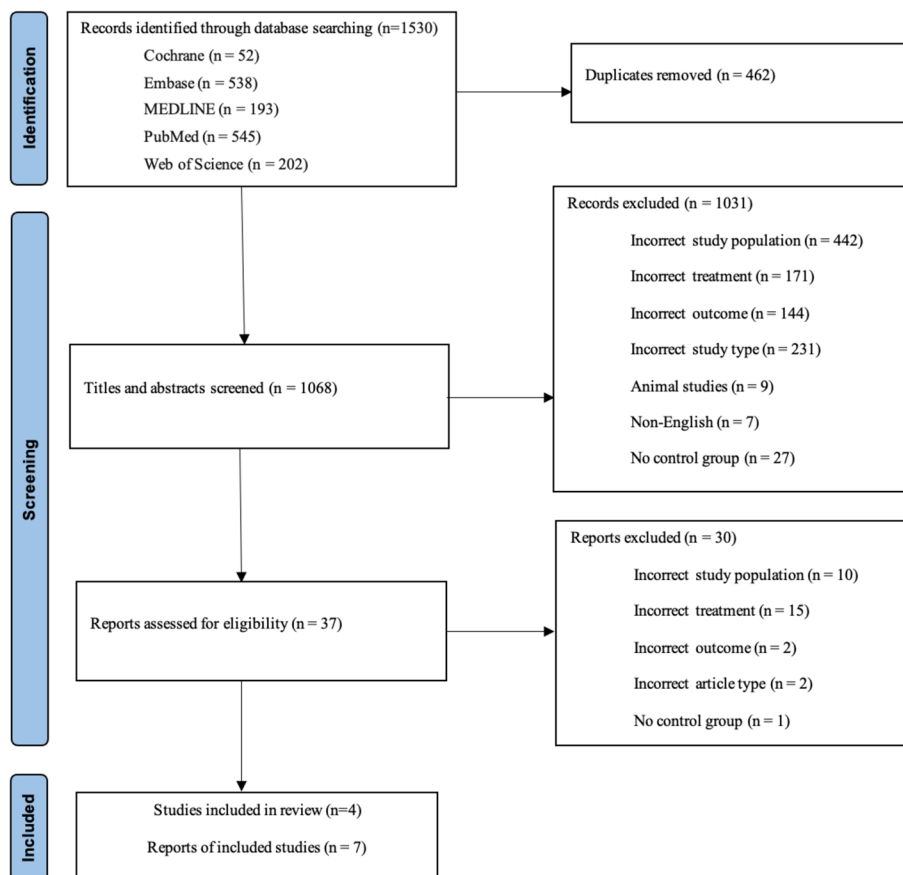 Identification
Records identified through database searching (n=1530)
Cochrane (n = 52)
Embase (n = 538)
MEDLINE (n = 193)
PubMed (n = 545)
Web of Science (n = 202)
Duplicates removed (n = 462)
Screening
Titles and abstracts screened (n = 1068)
Records excluded (n = 1031)
Incorrect study population (n = 442)
Incorrect treatment (n = 171)
Incorrect outcome (n = 144)
Incorrect study type (n = 231)
Animal studies (n = 9)
Non-English (n = 7)
No control group (n = 27)
Reports assessed for eligibility (n = 37)
Reports excluded (n = 30)
Incorrect study population (n = 10)
Incorrect treatment (n = 15)
Incorrect outcome (n = 2)
Incorrect article type (n = 2)
No control group (n = 1)
Included
Studies included in review (n=4)
Reports of included studies (n = 7)